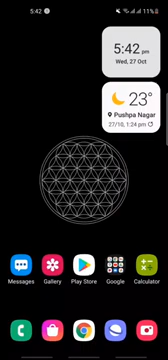 5:42
5:42 pm
Wed, 27 Oct
23°
Pushpa Nagar
27/18, 1:24 pm
Messages
Gallery
Play Store
Google
Calculator